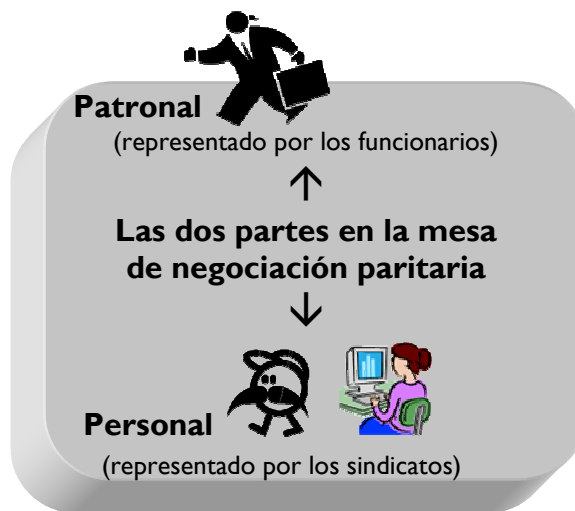 Patronal
(representado por los funcionarios)
↑
Las dos partes en la mesa
de negociación paritaria
↓
Personal
(representado por los sindicatos)